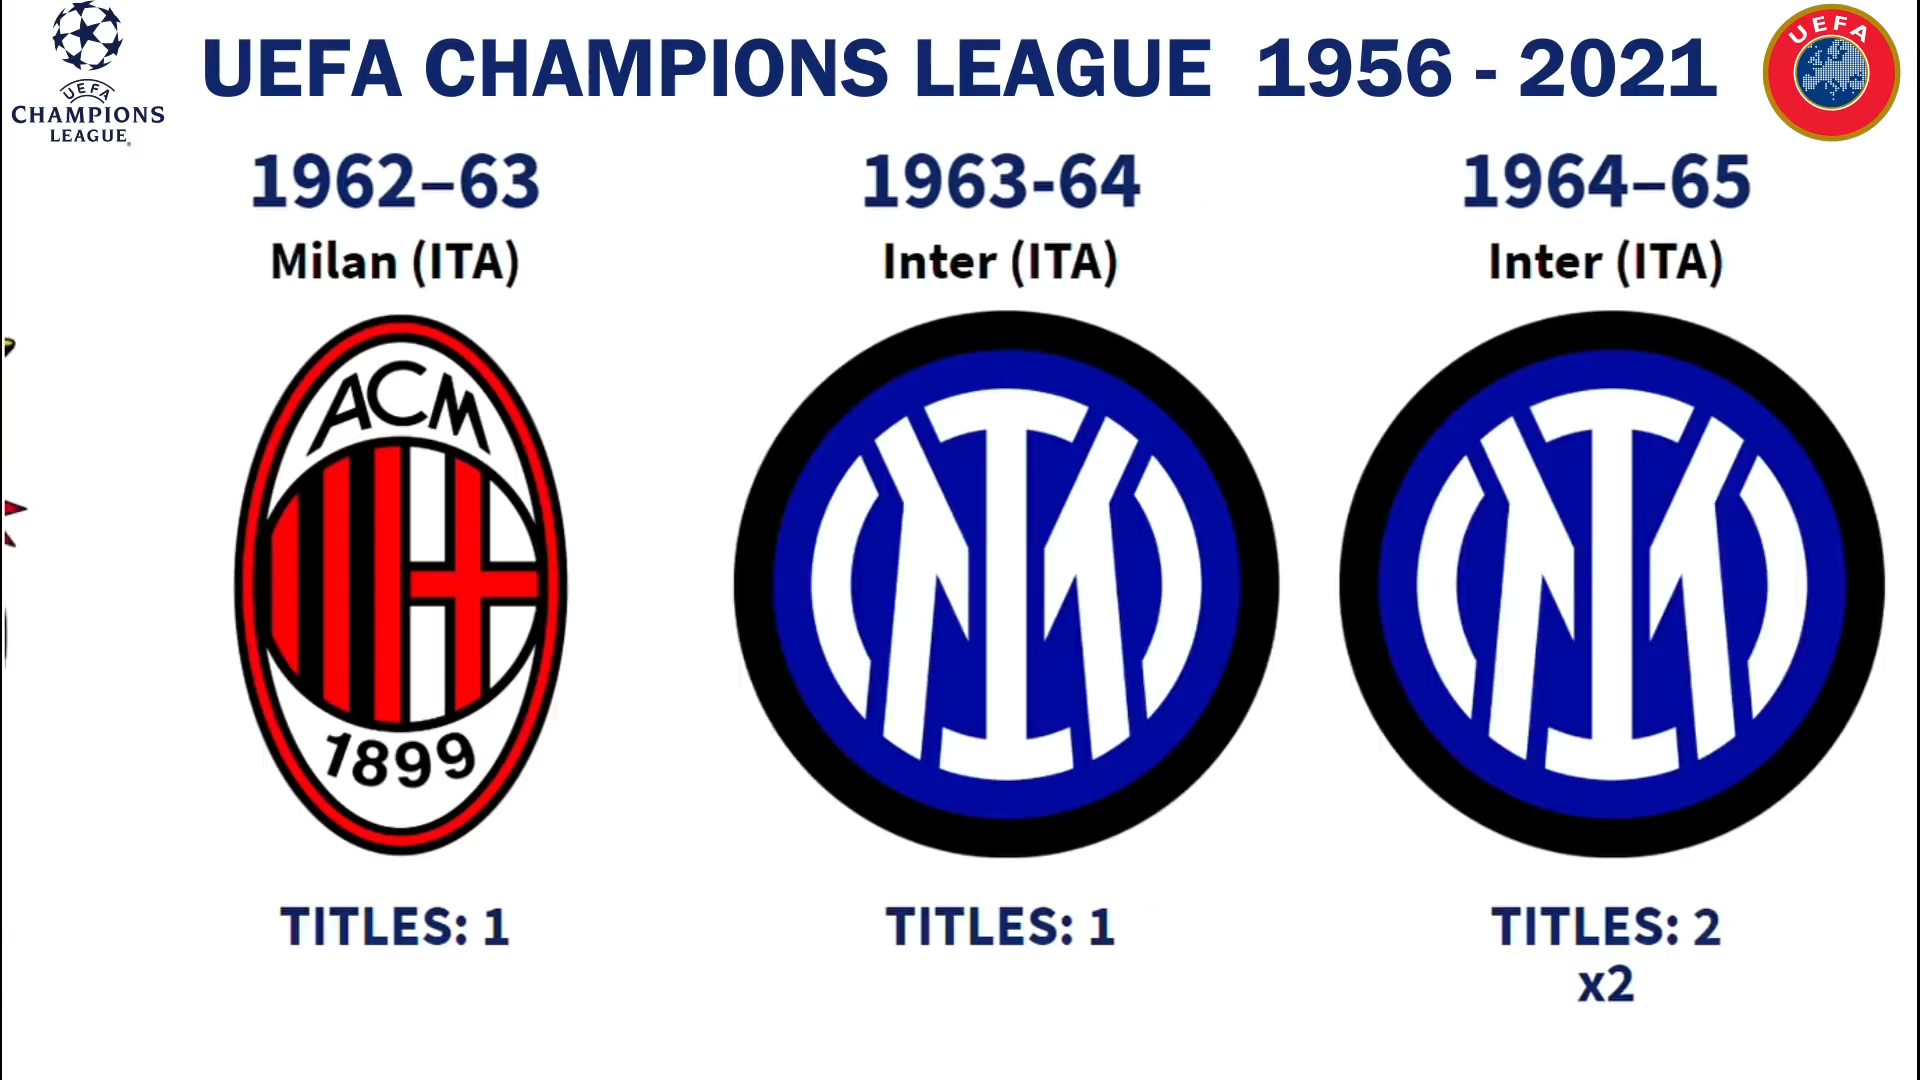 UEFA
CHAMPIONS
LEAGUE
UEFA CHAMPIONS LEAGUE 1956 - 2021
UEFA
1962–63
Milan (ITA)
ACM
1899
TITLES: 1
1963-64
Inter (ITA)
TITLES: 1
1964–65
Inter (ITA)
TITLES: 2
x2